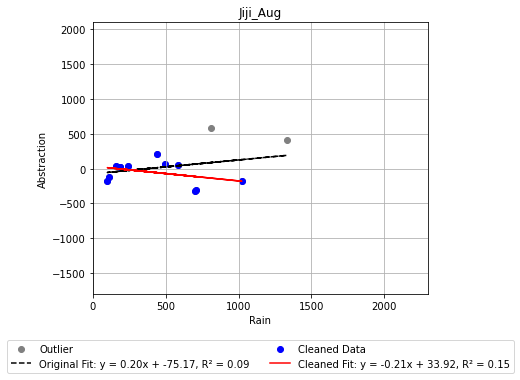 Jiji_Aug
2000
1500
1000
500
0
−500
−1000
−1500
Abstraction
0 500 1000 1500 2000
Rain
Outlier Cleaned Data
Original Fit: y = 0.20x + -75.17, R² = 0.09 Cleaned Fit: y = -0.21x + 33.92, R² = 0.15